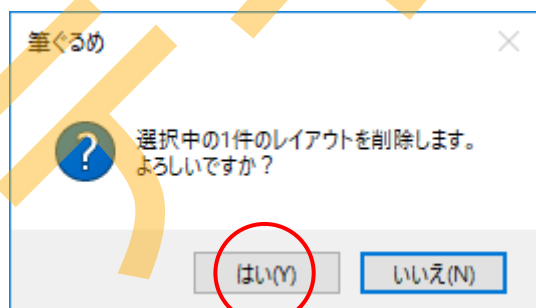 筆ぐるめ
選択中の1件のレイアウトを削除します。
よろしいですか？
はい(Y)
いいえ(N)